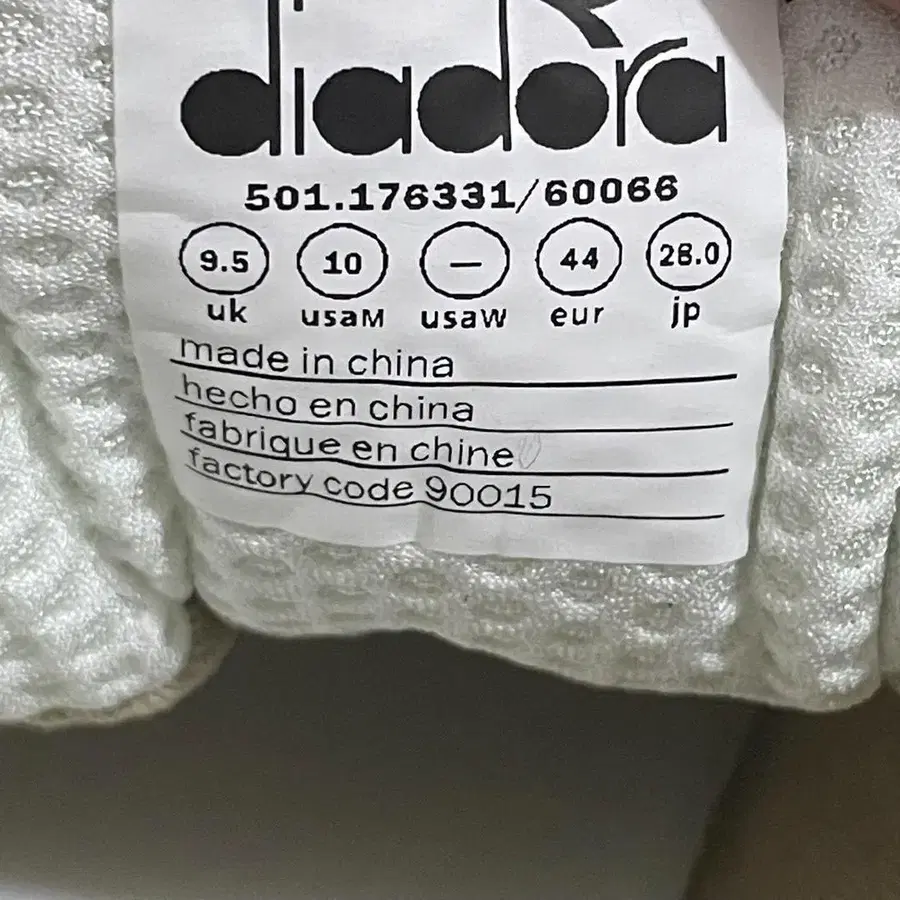 diadora
501.176331/60066
9.5 10 — 44 28.0
uk usaM usaW eur jp
made in china
hecho en china
fabrique en chine
factory code 90015